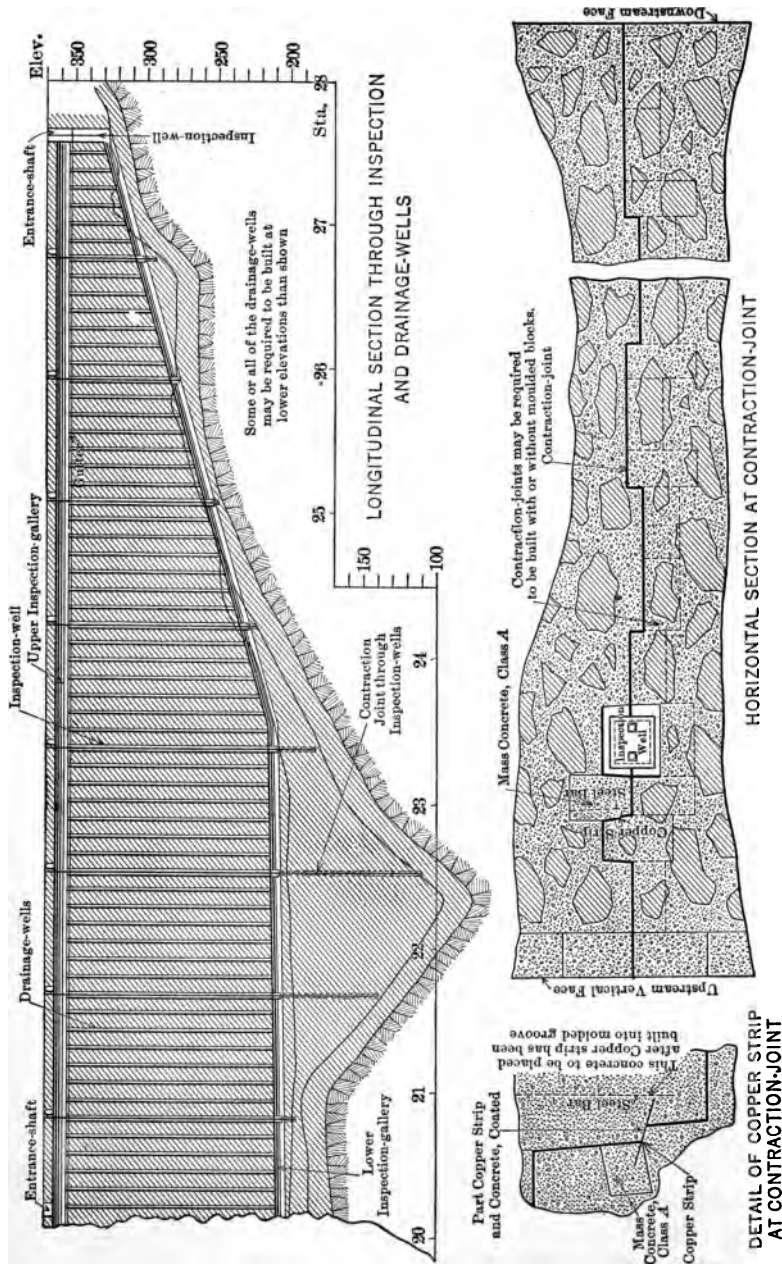 Elev.
350
300
250
200
Entrance-shaft
Inspection-well
Sta. 28
27
26
25
Some or all of the drainage-wells
may be required to be built at
lower elevations than shown
LONGITUDINAL SECTION THROUGH INSPECTION
AND DRAINAGE-WELLS
150
100
Inspection-well
Upper Inspection-gallery
24
Contraction
Joint through
Inspection-wells
23
Drainage-wells
22
21
Entrance-shaft
Lower
Inspection-gallery
20
Downstream Face
Contraction-joints may be required
to be built with or without moulded blocks.
Contraction-joint
Mass Concrete, Class A
Inspection
Well
Steel Bar
Copper Strip
Upstream Vertical Face
HORIZONTAL SECTION AT CONTRACTION-JOINT
This concrete to be placed
after Copper strip has been
built into molded groove
Part Copper Strip
and Concrete, Coated
Steel Bar
Mass
Concrete,
Class A
Copper Strip
DETAIL OF COPPER STRIP
AT CONTRACTION-JOINT